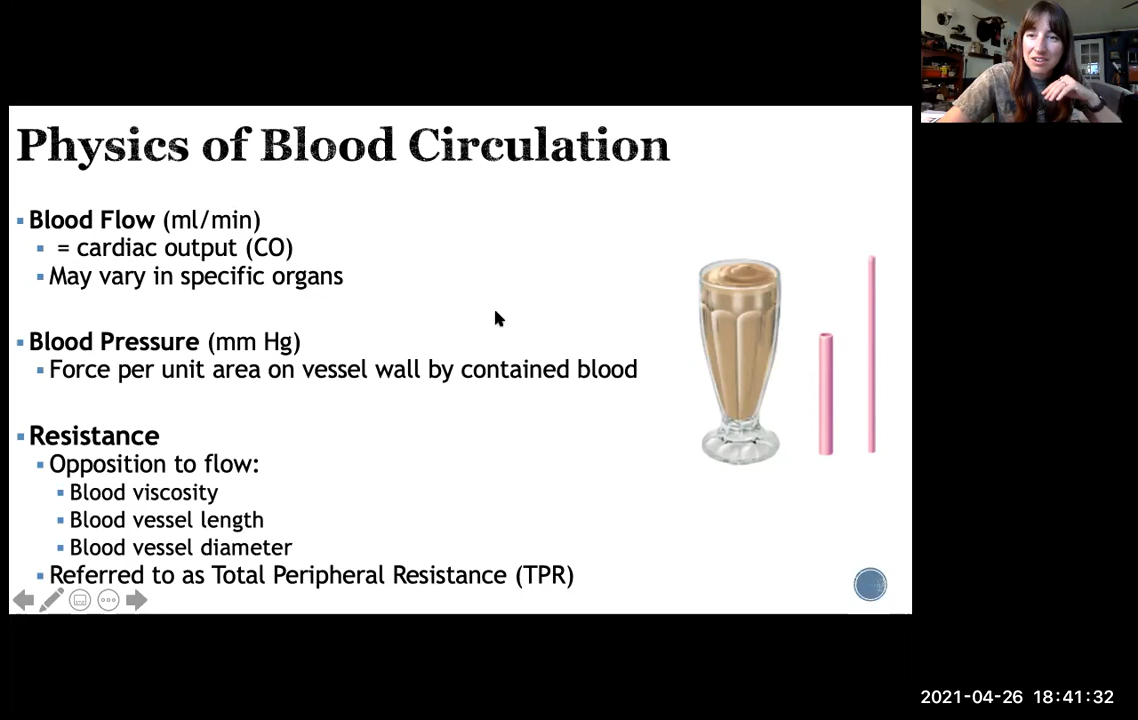 Physics of Blood Circulation
Blood Flow (ml/min)
= cardiac output (CO)
May vary in specific organs
Blood Pressure (mm Hg)
Force per unit area on vessel wall by contained blood
Resistance
Opposition to flow:
Blood viscosity
Blood vessel length
Blood vessel diameter
Referred to as Total Peripheral Resistance (TPR)
2021-04-26 18:41:32